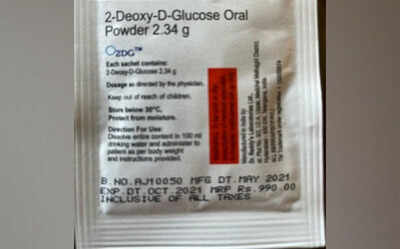 2-Deoxy-D-Glucose Oral
Powder 2.34 g
O2DG™
Each sachet contains:
2-Deoxy-D-Glucose 2.34 g
Dosage as directed by the physician.
Keep out of reach of children.
Store below 30°C.
Protect from moisture.
Direction For Use:
Dissolve entire content in 100 ml
drinking water and administer to
patient as per body weight
and instructions provided.
B. NO. AJ10050 MFG DT. MAY 2021
EXP. DT. OCT. 2021 MRP Rs. 990.00
INCLUSIVE OF ALL TAXES